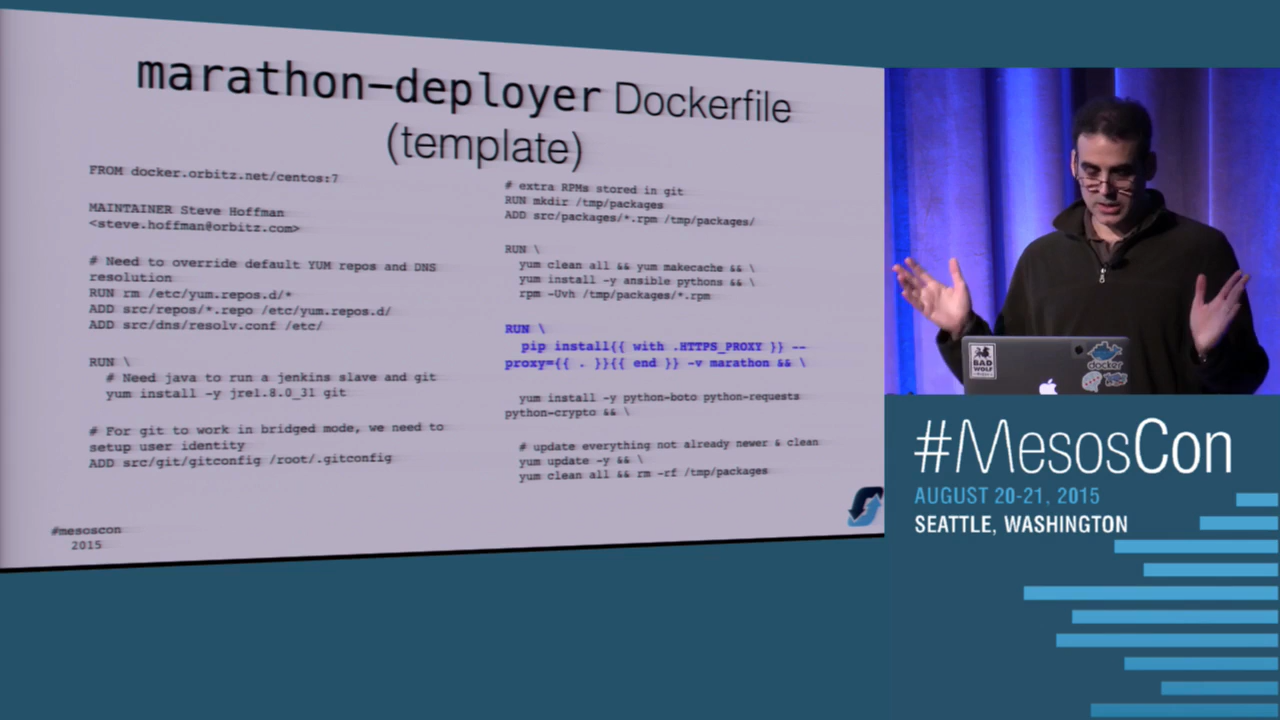 marathon-deployer Dockerfile
(template)
FROM docker.orbitz.net/centos:7
MAINTAINER Steve Hoffman
<steve.hoffman@orbitz.com>
# Need to override default YUM repos and DNS
resolution
RUN rm /etc/yum.repos.d/*
ADD src/repos/*.repo /etc/yum.repos.d/
ADD src/dns/resolv.conf /etc/
RUN \
# Need java to run a jenkins slave and git
yum install -y jre1.8.0_31 git
# For git to work in bridged mode, we need to
setup user identity
ADD src/git/gitconfig /root/.gitconfig
# extra RPMs stored in git
RUN mkdir /tmp/packages
ADD src/packages/*.rpm /tmp/packages/
RUN \
yum clean all && yum makecache && \
yum install -y ansible pythons && \
rpm -Uvh /tmp/packages/*.rpm
RUN \
pip install{{ with .HTTPS_PROXY }} --
proxy={{ . }}{{ end }} -v marathon && \
yum install -y python-boto python-requests
python-crypto && \
# update everything not already newer & clean
yum update -y && \
yum clean all && rm -rf /tmp/packages
#mesoscon
2015
BAD
WOLF
docker
#MesosCon
AUGUST 20-21, 2015
SEATTLE, WASHINGTON